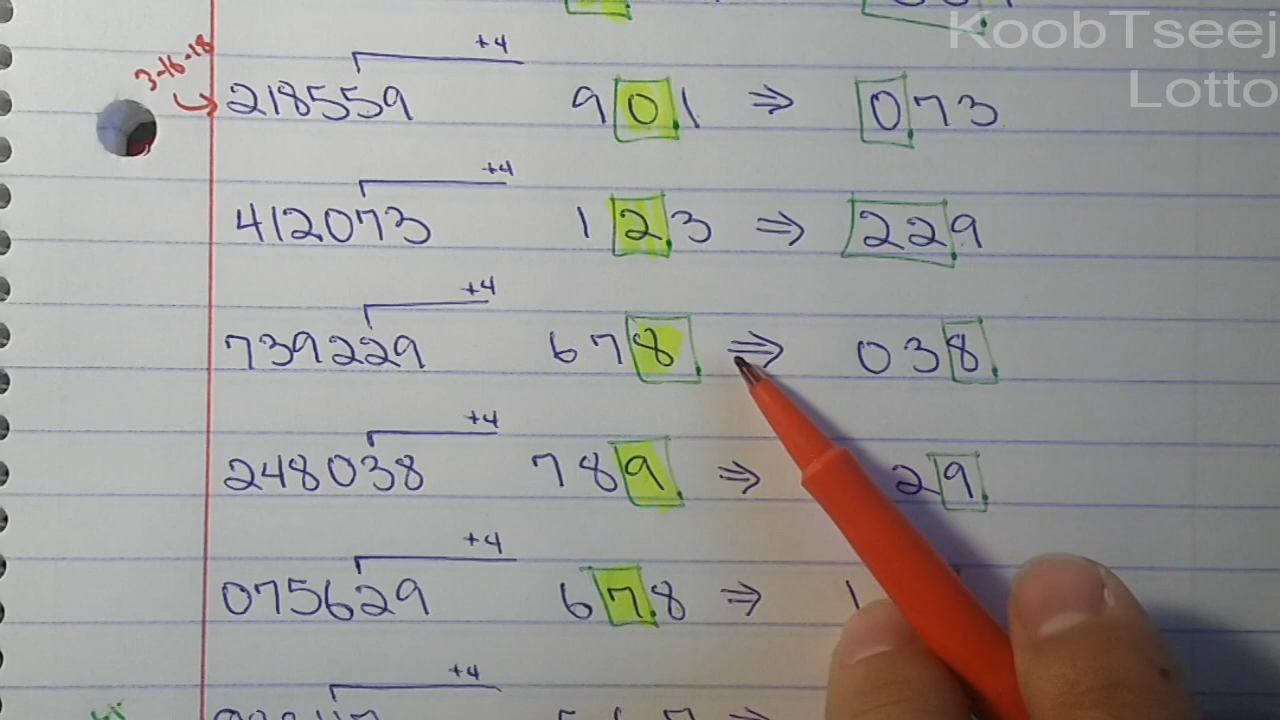 KoobTseej
Lotto
+4
3-16-18
218559 901 ⇒ 073
+4
412073 123 ⇒ 229
+4
739229 678 ⇒ 038
+4
248038 789 ⇒ 29
+4
075629 678 ⇒ 1
+4